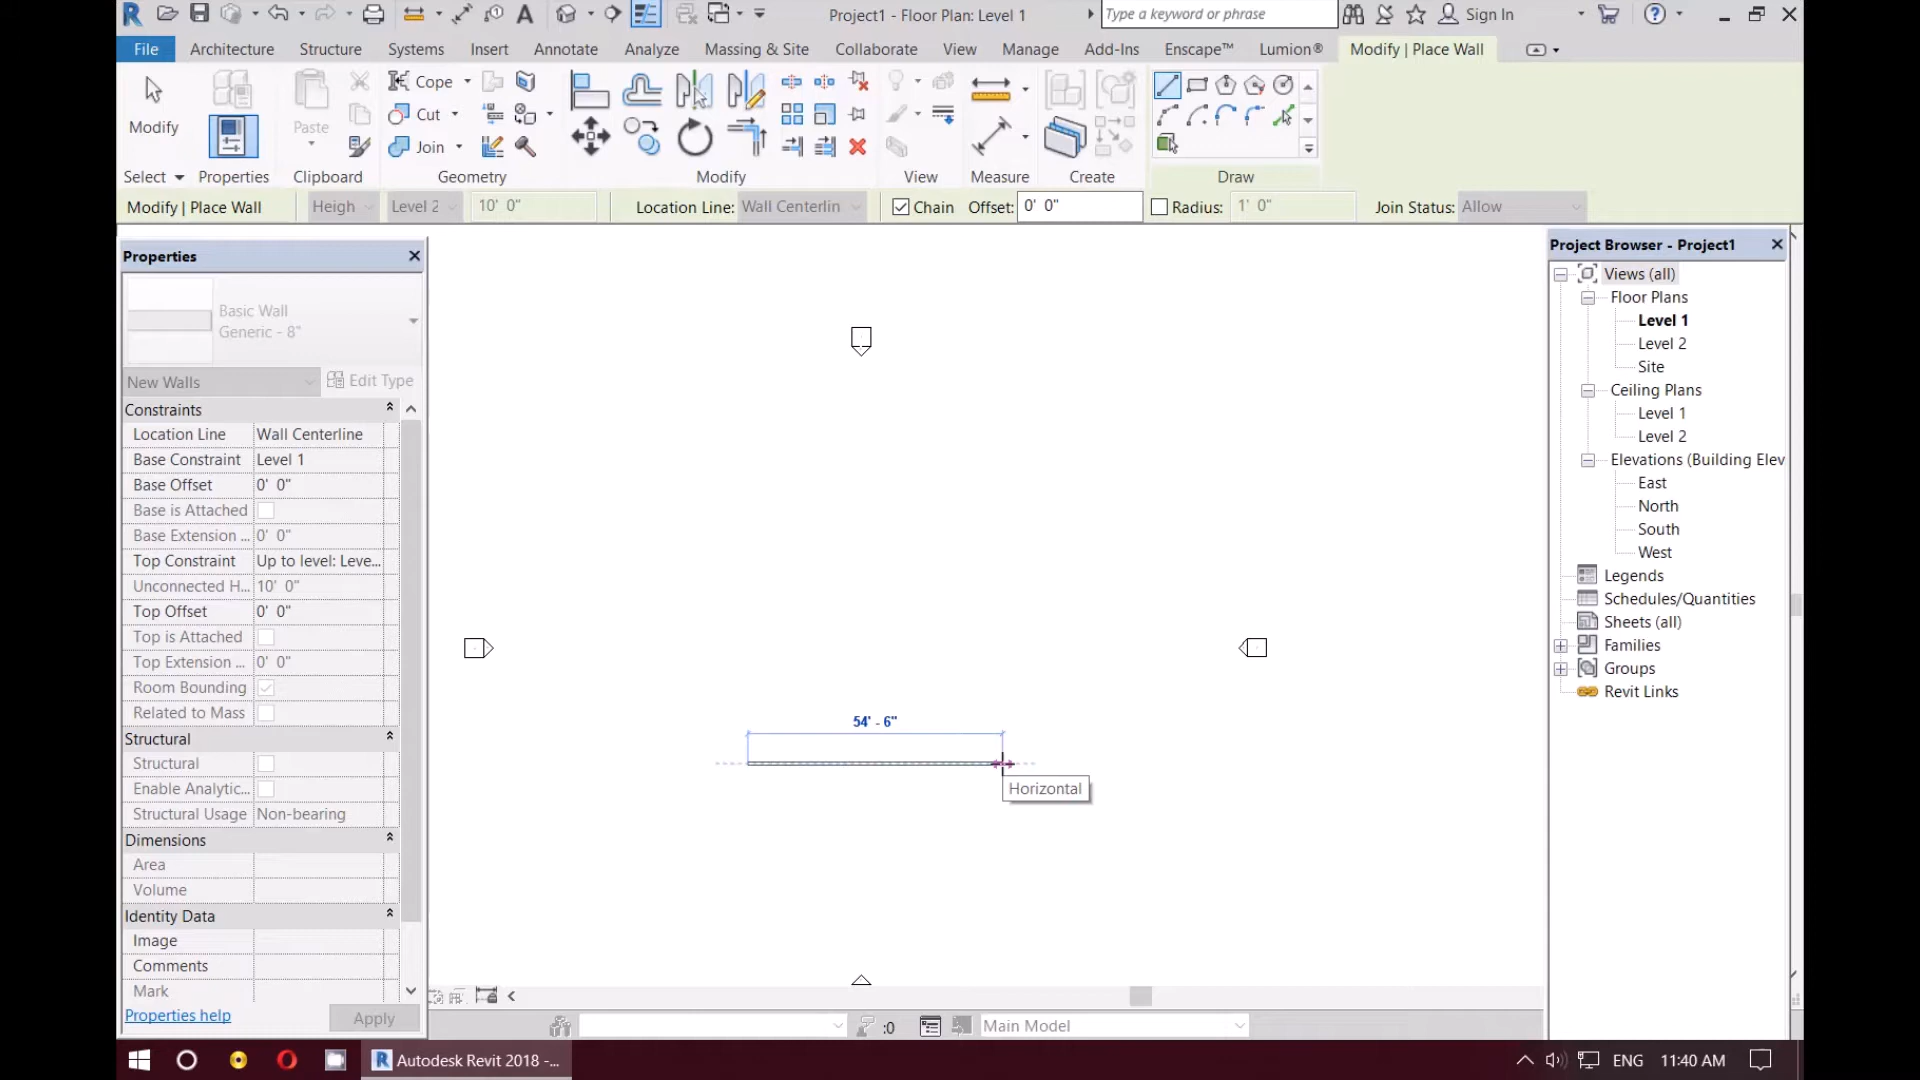 Project1 - Floor Plan: Level 1
Type a keyword or phrase
Sign In
File
Architecture
Structure
Systems
Insert
Annotate
Analyze
Massing & Site
Collaborate
View
Manage
Add-Ins
Enscape™
Lumion®
Modify | Place Wall
Modify
Paste
Cope
Cut
Join
Select
Properties
Clipboard
Geometry
Modify
View
Measure
Create
Draw
Modify | Place Wall
Heigh
Level 2
10' 0"
Location Line:
Wall Centerlin
Chain
Offset:
0' 0"
Radius:
1' 0"
Join Status:
Allow
Properties
Basic Wall
Generic - 8"
New Walls
Edit Type
Constraints
Location Line Wall Centerline
Base Constraint Level 1
Base Offset 0' 0"
Base is Attached
Base Extension ... 0' 0"
Top Constraint Up to level: Leve...
Unconnected H... 10' 0"
Top Offset 0' 0"
Top is Attached
Top Extension ... 0' 0"
Room Bounding
Related to Mass
Structural
Structural
Enable Analytic...
Structural Usage Non-bearing
Dimensions
Area
Volume
Identity Data
Image
Comments
Mark
Properties help
Apply
54' - 6"
Horizontal
Project Browser - Project1
Views (all)
Floor Plans
Level 1
Level 2
Site
Ceiling Plans
Level 1
Level 2
Elevations (Building Elev
East
North
South
West
Legends
Schedules/Quantities
Sheets (all)
Families
Groups
Revit Links
:0
Main Model
Autodesk Revit 2018 -...
ENG
11:40 AM